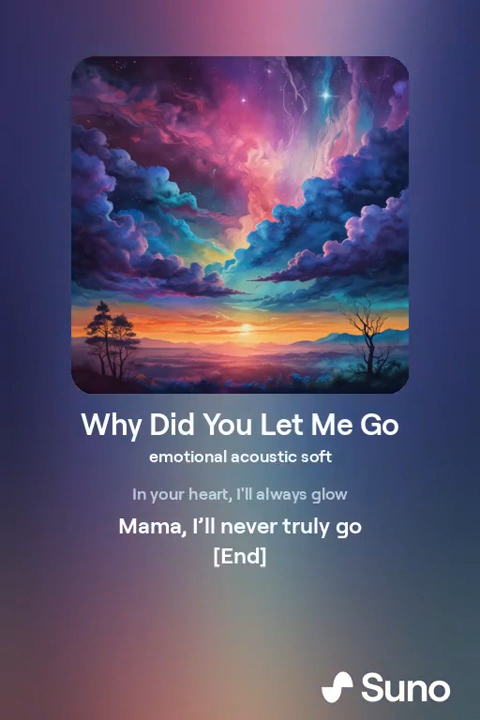 Why Did You Let Me Go
emotional acoustic soft
In your heart, I'll always glow
Mama, I’ll never truly go
[End]
Suno